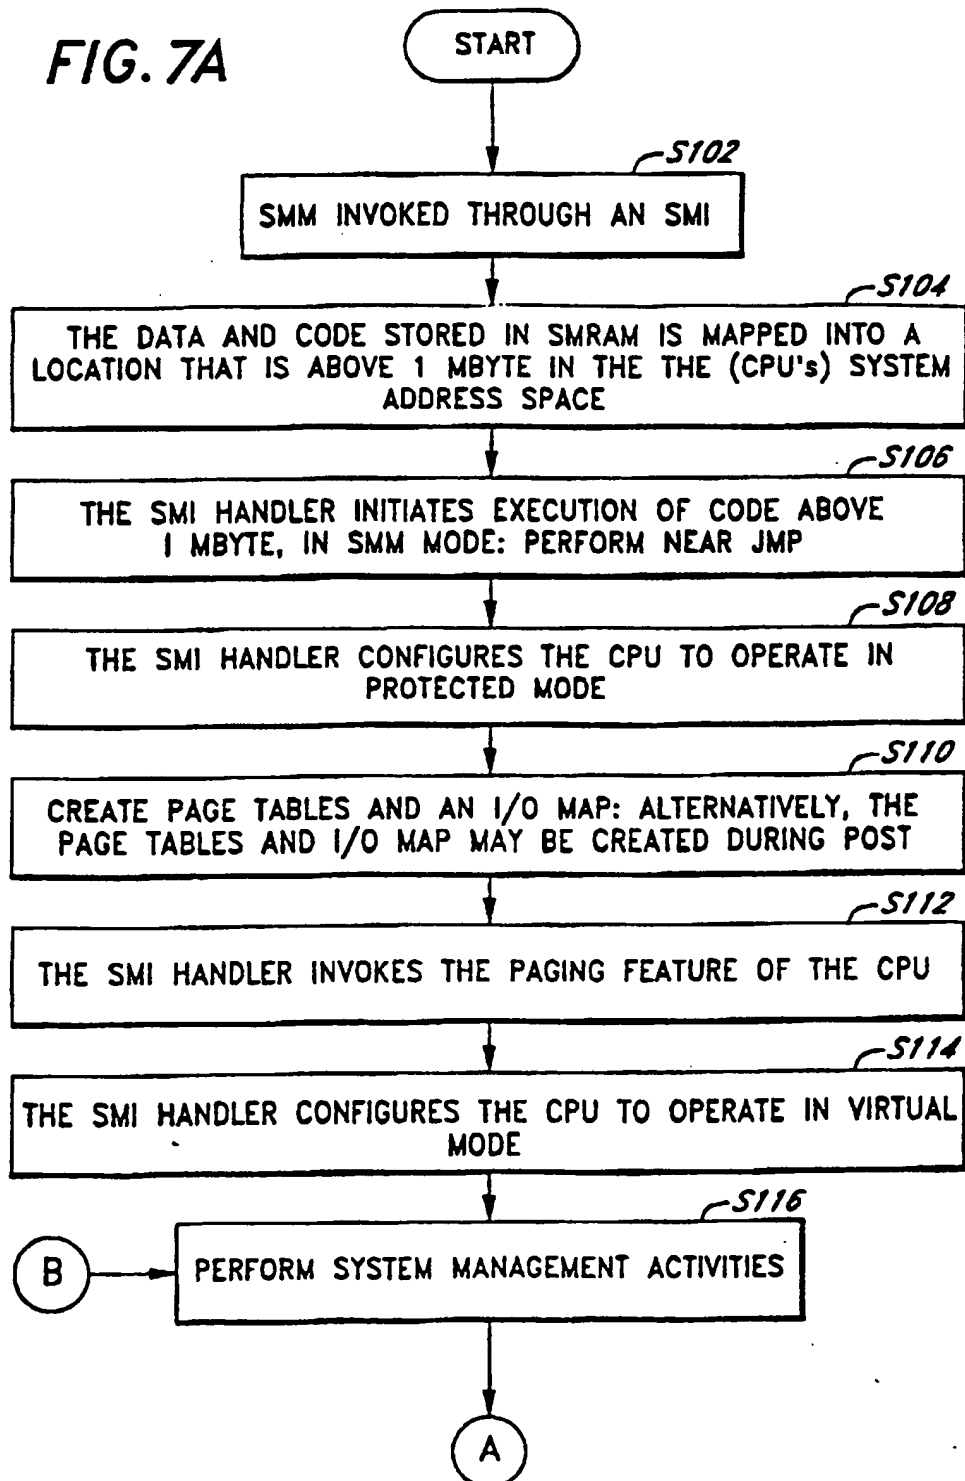 FIG. 7A
START
S102
SMM INVOKED THROUGH AN SMI
S104
THE DATA AND CODE STORED IN SMRAM IS MAPPED INTO A
LOCATION THAT IS ABOVE 1 MBYTE IN THE THE (CPU's) SYSTEM
ADDRESS SPACE
S106
THE SMI HANDLER INITIATES EXECUTION OF CODE ABOVE
1 MBYTE, IN SMM MODE: PERFORM NEAR JMP
S108
THE SMI HANDLER CONFIGURES THE CPU TO OPERATE IN
PROTECTED MODE
S110
CREATE PAGE TABLES AND AN I/O MAP: ALTERNATIVELY, THE
PAGE TABLES AND I/O MAP MAY BE CREATED DURING POST
S112
THE SMI HANDLER INVOKES THE PAGING FEATURE OF THE CPU
S114
THE SMI HANDLER CONFIGURES THE CPU TO OPERATE IN VIRTUAL
MODE
S116
B
PERFORM SYSTEM MANAGEMENT ACTIVITIES
A